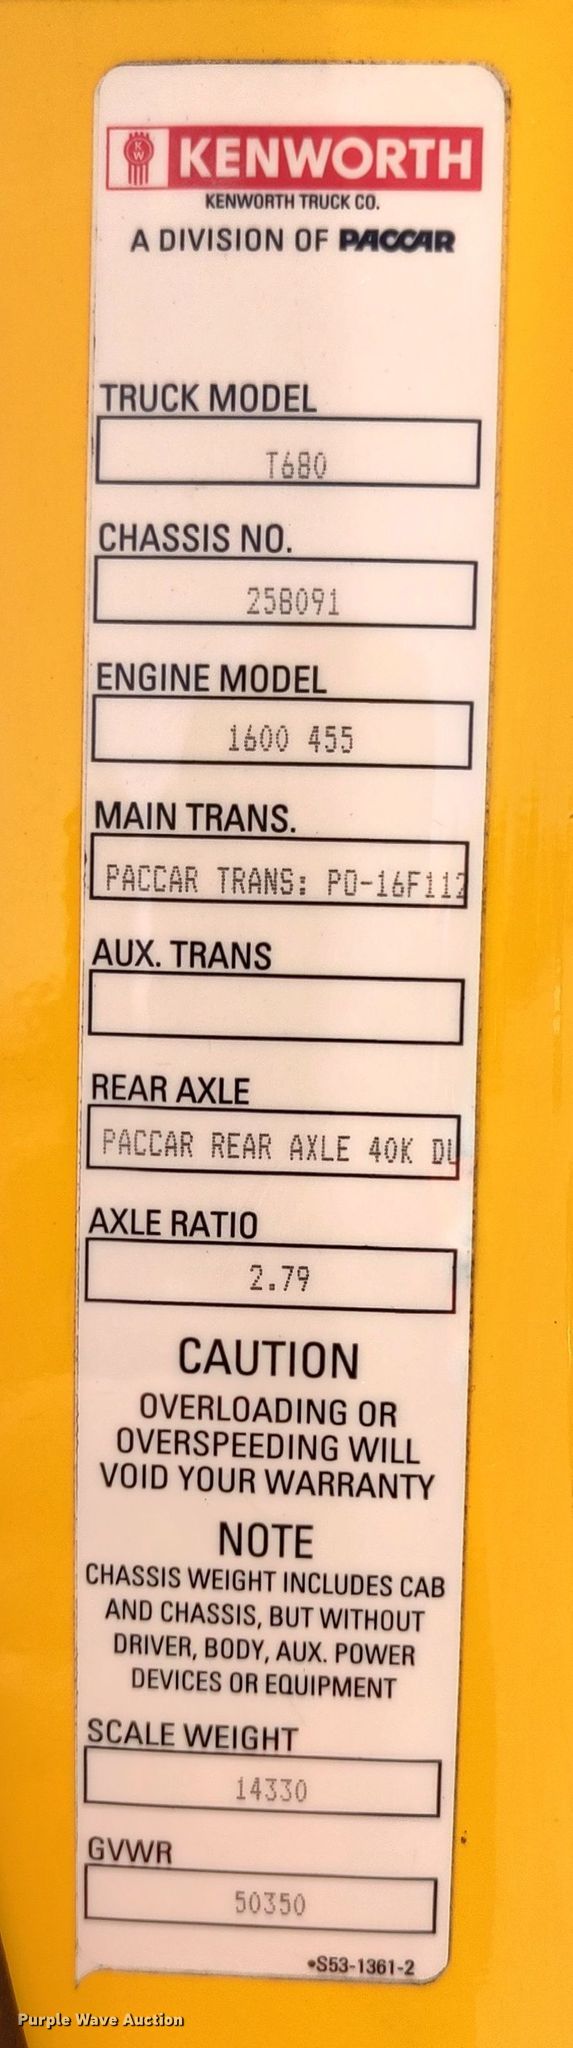 KW KENWORTH
KENWORTH TRUCK CO.
A DIVISION OF PACCAR
TRUCK MODEL
T680
CHASSIS NO.
258091
ENGINE MODEL
1600 455
MAIN TRANS.
PACCAR TRANS: PO-16F112
AUX. TRANS
REAR AXLE
PACCAR REAR AXLE 40K DU
AXLE RATIO
2.79
CAUTION
OVERLOADING OR
OVERSPEEDING WILL
VOID YOUR WARRANTY
NOTE
CHASSIS WEIGHT INCLUDES CAB
AND CHASSIS, BUT WITHOUT
DRIVER, BODY, AUX. POWER
DEVICES OR EQUIPMENT
SCALE WEIGHT
14330
GVWR
50350
•S53-1361-2
Purple Wave Auction